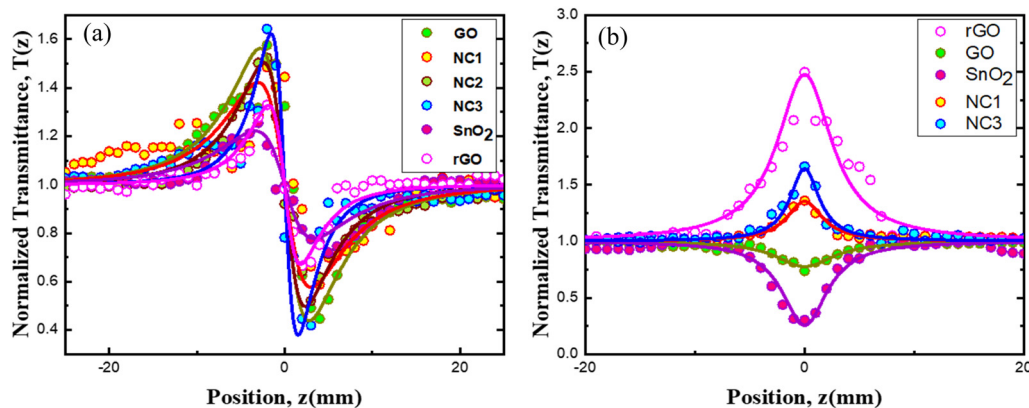 (a)
GO
NC1
NC2
NC3
SnO2
rGO
Normalized Transmittance, T(z)
1.6
1.4
1.2
1.0
0.8
0.6
0.4
-20
0
20
Position, z(mm)
(b)
rGO
GO
SnO2
NC1
NC3
Normalized Transmittance, T(z)
3.0
2.5
2.0
1.5
1.0
0.5
0.0
-20
-10
0
10
20
Position, z(mm)